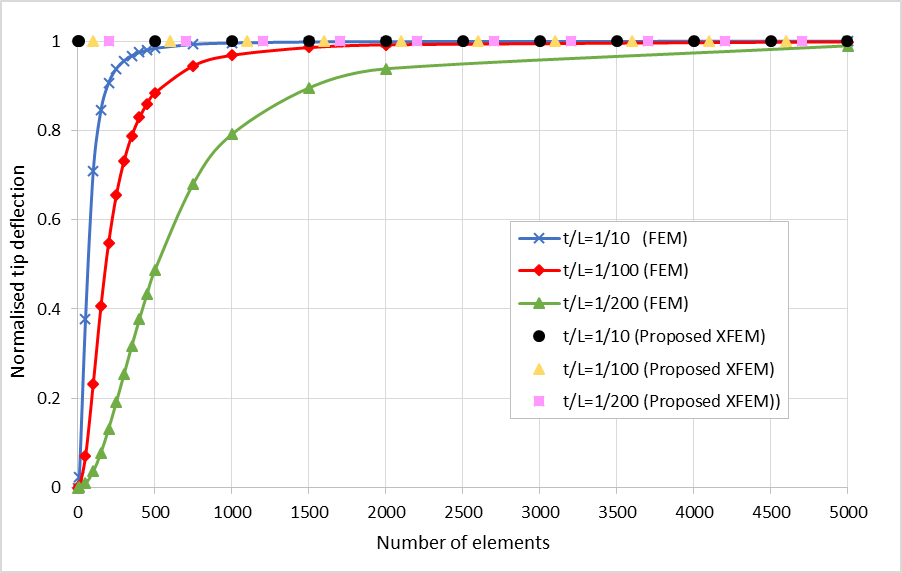 1
0.8
0.6
0.4
0.2
0
Normalised tip deflection
t/L=1/10 (FEM)
t/L=1/100 (FEM)
t/L=1/200 (FEM)
t/L=1/10 (Proposed XFEM)
t/L=1/100 (Proposed XFEM)
t/L=1/200 (Proposed XFEM))
0 500 1000 1500 2000 2500 3000 3500 4000 4500 5000
Number of elements